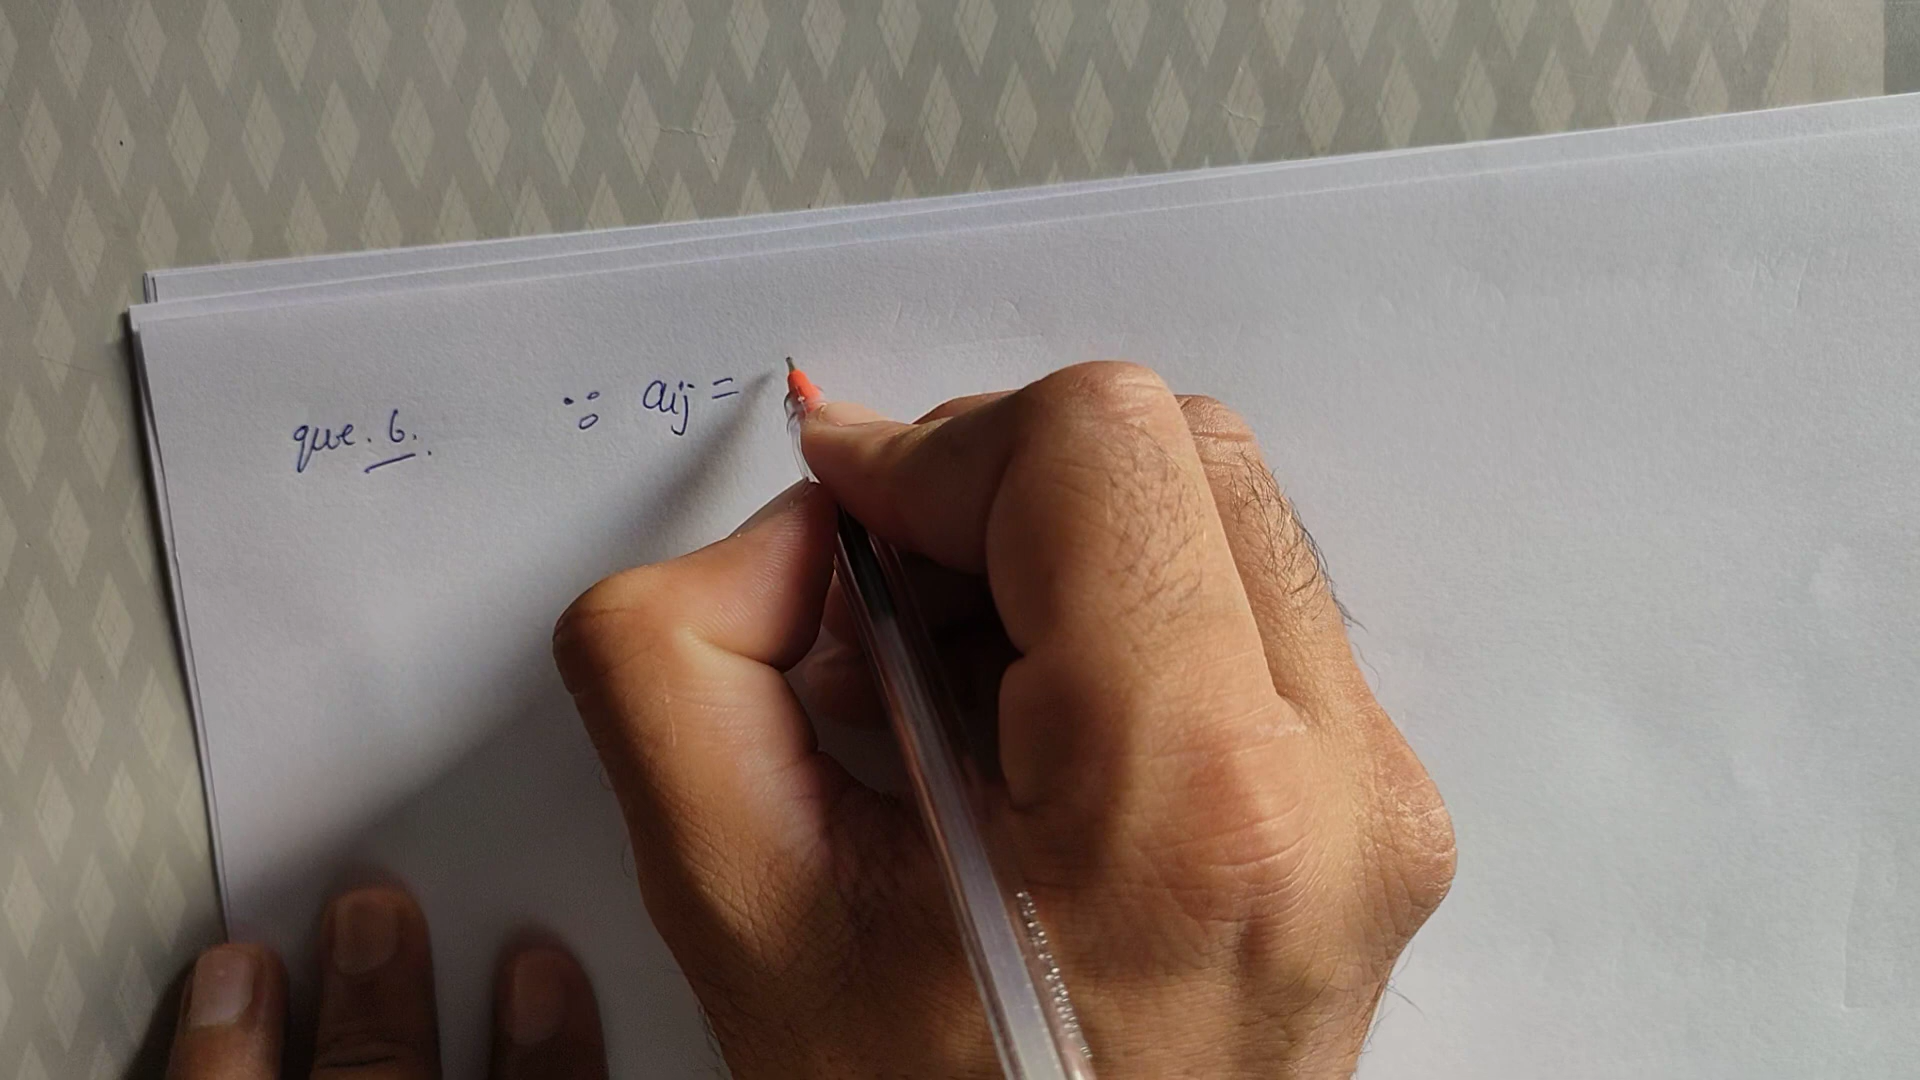 que. 6. ∵ aij =